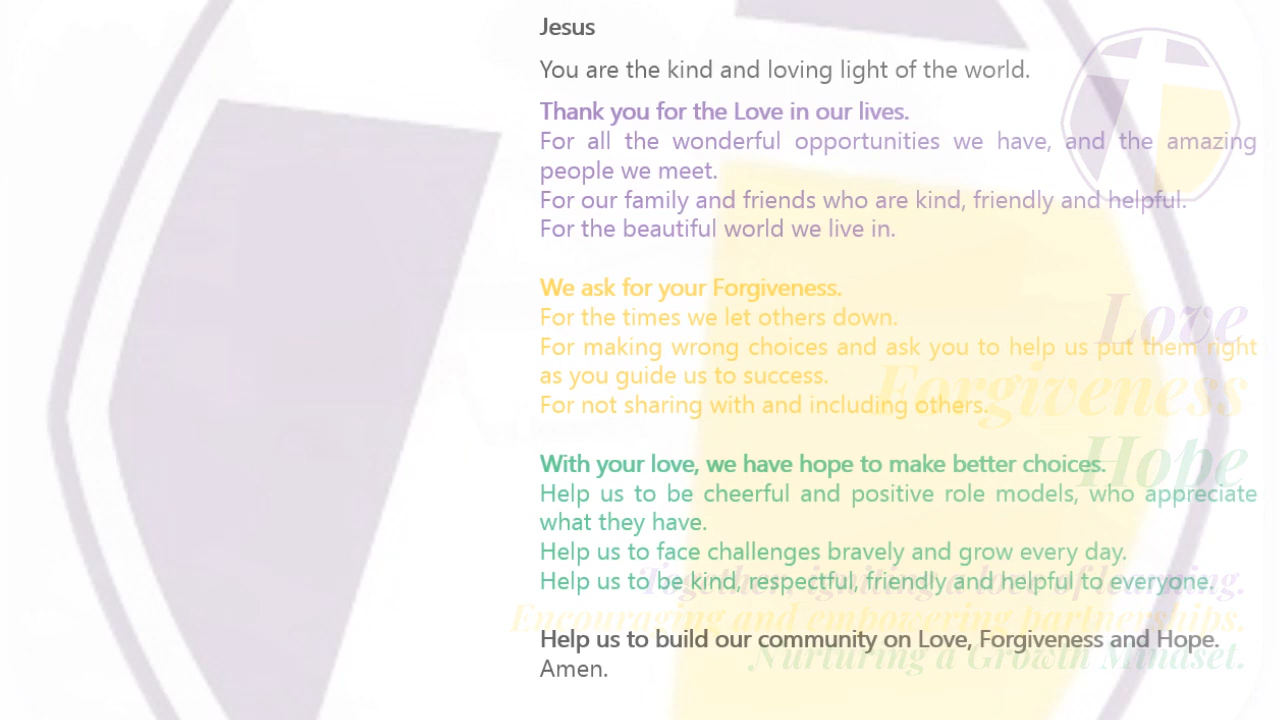 Jesus
You are the kind and loving light of the world.
Thank you for the Love in our lives.
For all the wonderful opportunities we have, and the amazing
people we meet.
For our family and friends who are kind, friendly and helpful.
For the beautiful world we live in.
We ask for your Forgiveness.
For the times we let others down.
For making wrong choices and ask you to help us put them right
as you guide us to success.
For not sharing with and including others.
With your love, we have hope to make better choices.
Help us to be cheerful and positive role models, who appreciate
what they have.
Help us to face challenges bravely and grow every day.
Help us to be kind, respectful, friendly and helpful to everyone.
Help us to build our community on Love, Forgiveness and Hope.
Amen.
Love
Forgiveness
Hope
Together, igniting a love of learning.
Encouraging and empowering partnerships.
Nurturing a Growth Mindset.